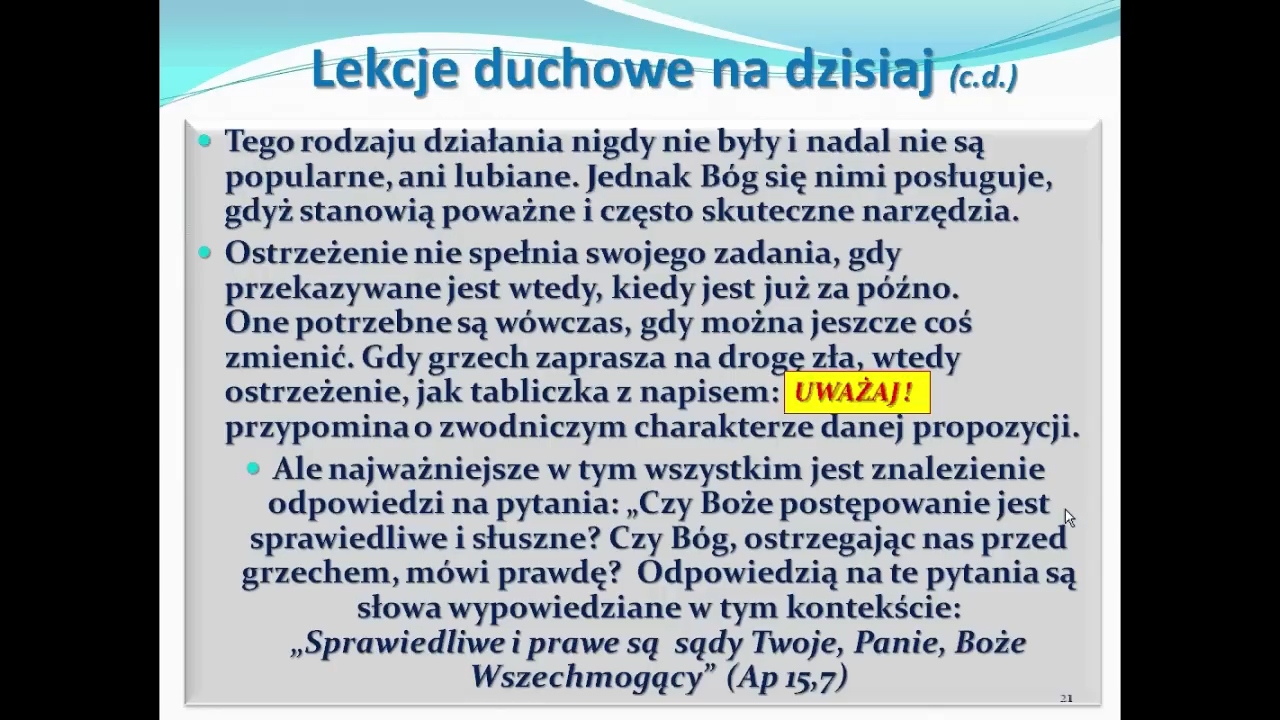 Lekcje duchowe na dzisiaj (c.d.)
• Tego rodzaju działania nigdy nie były i nadal nie są
popularne, ani lubiane. Jednak Bóg się nimi posługuje,
gdyż stanowią poważne i często skuteczne narzędzia.
• Ostrzeżenie nie spełnia swojego zadania, gdy
przekazywane jest wtedy, kiedy jest już za późno.
One potrzebne są wówczas, gdy można jeszcze coś
zmienić. Gdy grzech zaprasza na drogę zła, wtedy
ostrzeżenie, jak tabliczka z napisem: UWAŻAJ!
przypomina o zwodniczym charakterze danej propozycji.
• Ale najważniejsze w tym wszystkim jest znalezienie
odpowiedzi na pytania: „Czy Boże postępowanie jest
sprawiedliwe i słuszne? Czy Bóg, ostrzegając nas przed
grzechem, mówi prawdę? Odpowiedzią na te pytania są
słowa wypowiedziane w tym kontekście:
„Sprawiedliwe i prawe są sądy Twoje, Panie, Boże
Wszechmogący” (Ap 15,7)
21